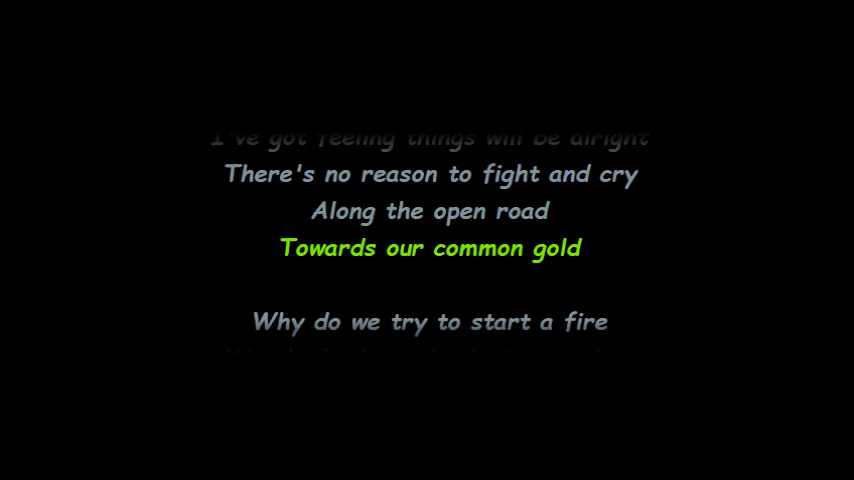 I've got feeling things will be alright
There's no reason to fight and cry
Along the open road
Towards our common gold
Why do we try to start a fire